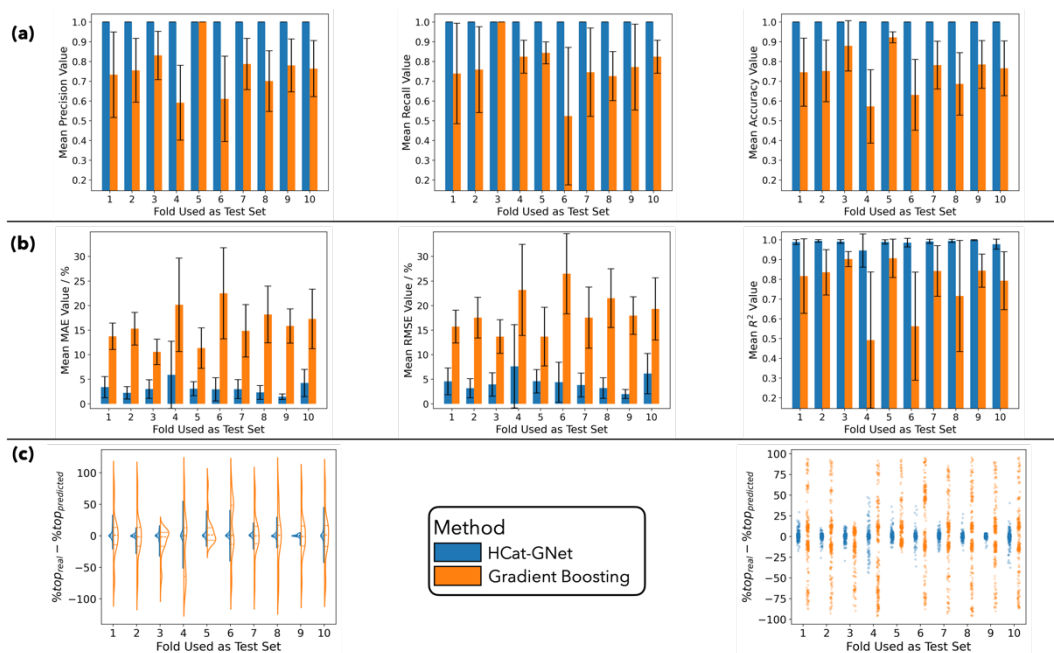 (a)
Mean Precision Value
1.0
0.9
0.8
0.7
0.6
0.5
0.4
0.3
0.2
1 2 3 4 5 6 7 8 9 10
Fold Used as Test Set
Mean Recall Value
1.0
0.9
0.8
0.7
0.6
0.5
0.4
0.3
0.2
1 2 3 4 5 6 7 8 9 10
Fold Used as Test Set
Mean Accuracy Value
1.0
0.9
0.8
0.7
0.6
0.5
0.4
0.3
0.2
1 2 3 4 5 6 7 8 9 10
Fold Used as Test Set
(b)
Mean MAE Value / %
30
25
20
15
10
5
0
1 2 3 4 5 6 7 8 9 10
Fold Used as Test Set
Mean RMSE Value / %
30
25
20
15
10
5
0
1 2 3 4 5 6 7 8 9 10
Fold Used as Test Set
Mean R² Value
1.0
0.9
0.8
0.7
0.6
0.5
0.4
0.3
0.2
1 2 3 4 5 6 7 8 9 10
Fold Used as Test Set
(c)
%top_real − %top_predicted
100
50
0
−50
−100
1 2 3 4 5 6 7 8 9 10
Fold Used as Test Set
Method
HCat-GNet
Gradient Boosting
%top_real − %top_predicted
100
75
50
25
0
−25
−50
−75
−100
1 2 3 4 5 6 7 8 9 10
Fold Used as Test Set